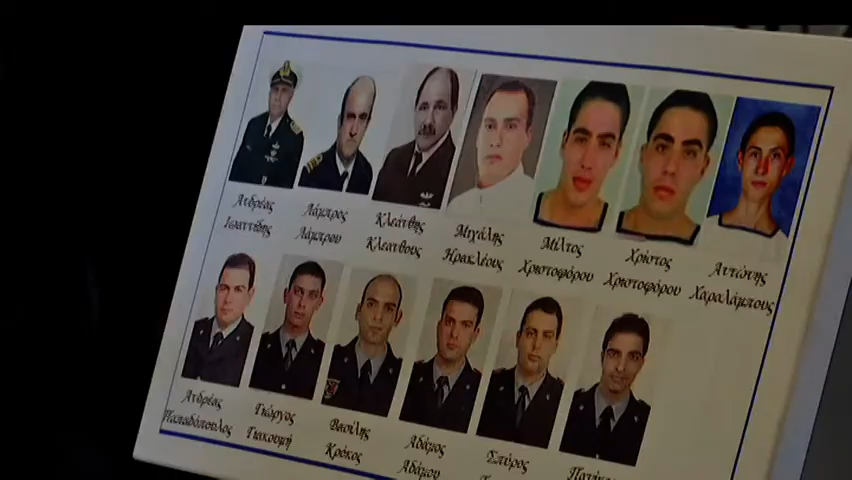 Ανδρέας
Ιωαννίδης
Λάμπρος
Λάμπρου
Κλεάνθης
Κλεάνθους
Μιχάλης
Ηρακλέους
Μίλτος
Χριστοφόρου
Χρίστος
Χριστοφόρου
Αντώνης
Χαραλάμπους
Ανδρέας
Παπαδόπουλος
Γιώργος
Γιακουμή
Βασίλης
Κρόκος
Αδάμος
Αδάμου
Σπύρος